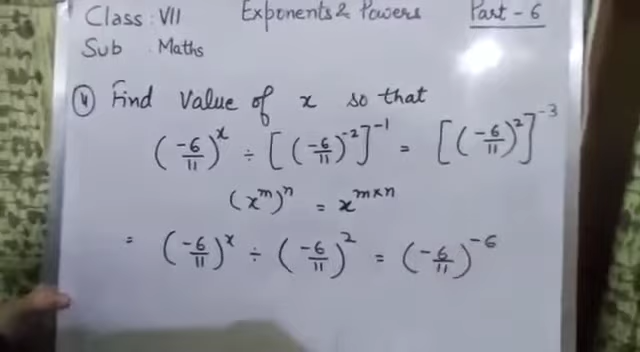 Class : VII Exponents & Powers Part - 6
Sub : Maths
④ Find Value of x so that
(-6/11)^x ÷ [(-6/11)^-2]^-1 = [(-6/11)^2]^-3
(x^m)^n = x^m×n
= (-6/11)^x ÷ (-6/11)^2 = (-6/11)^-6